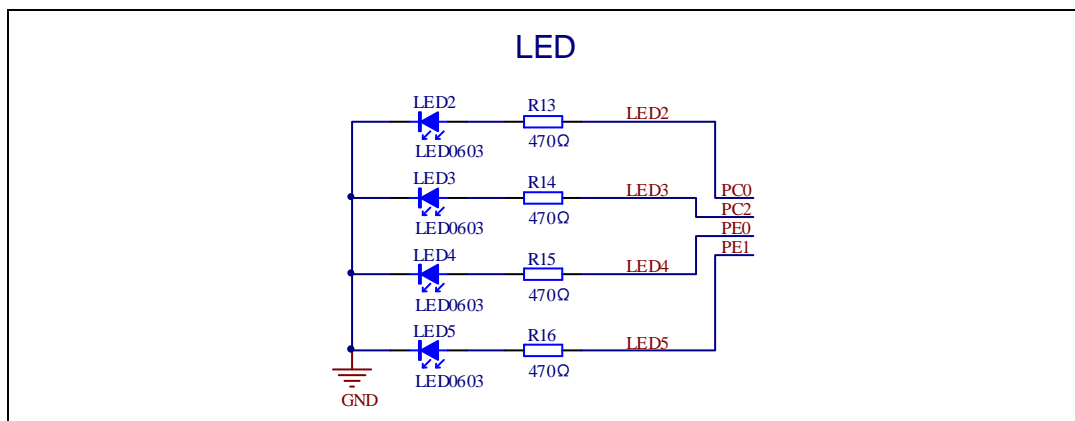 LED
LED2 R13 LED2
LED0603 470Ω
PC0
LED3 R14 LED3
LED0603 470Ω
PC2
PE0
PE1
LED4 R15 LED4
LED0603 470Ω
LED5 R16 LED5
LED0603 470Ω
GND